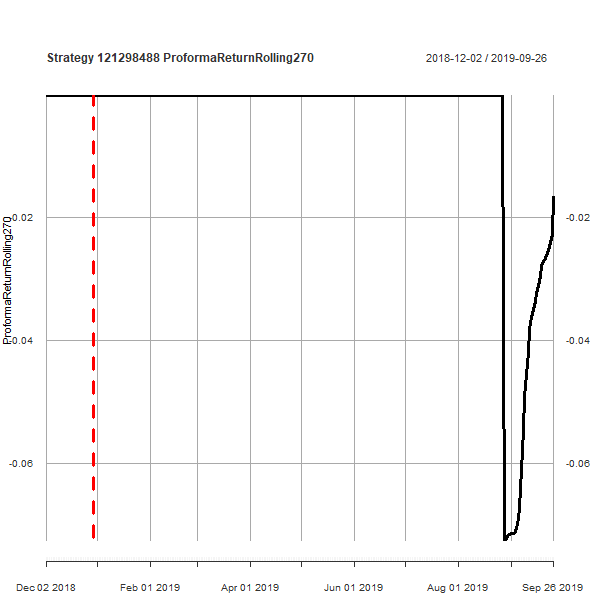 Strategy 121298488 ProformaReturnRolling270
2018-12-02 / 2019-09-26
ProformaReturnRolling270
-0.02 -0.02
-0.04 -0.04
-0.06 -0.06
Dec 02 2018 Feb 01 2019 Apr 01 2019 Jun 01 2019 Aug 01 2019 Sep 26 2019